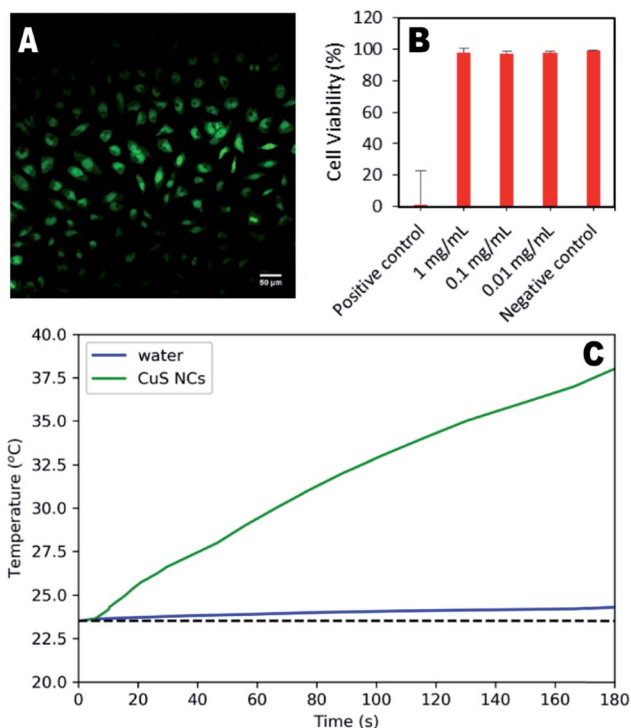 A
50 µm
B
Cell Viability (%)
120
100
80
60
40
20
0
Positive control
1 mg/mL
0.1 mg/mL
0.01 mg/mL
Negative control
C
water
CuS NCs
Temperature (°C)
40.0
37.5
35.0
32.5
30.0
27.5
25.0
22.5
20.0
0 20 40 60 80 100 120 140 160 180
Time (s)